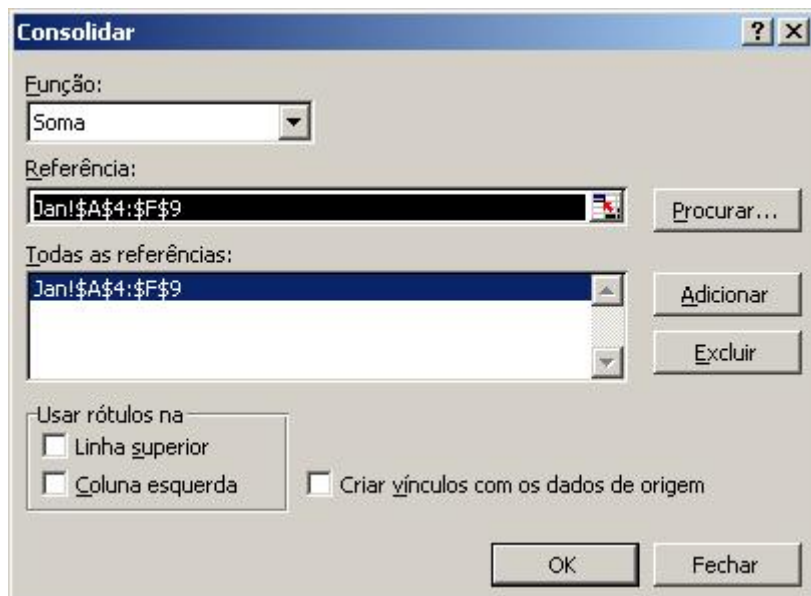 Consolidar
Função:
Soma
Referência:
Jan!$A$4:$F$9
Procurar...
Todas as referências:
Jan!$A$4:$F$9
Adicionar
Excluir
Usar rótulos na
Linha superior
Coluna esquerda
Criar vínculos com os dados de origem
OK
Fechar